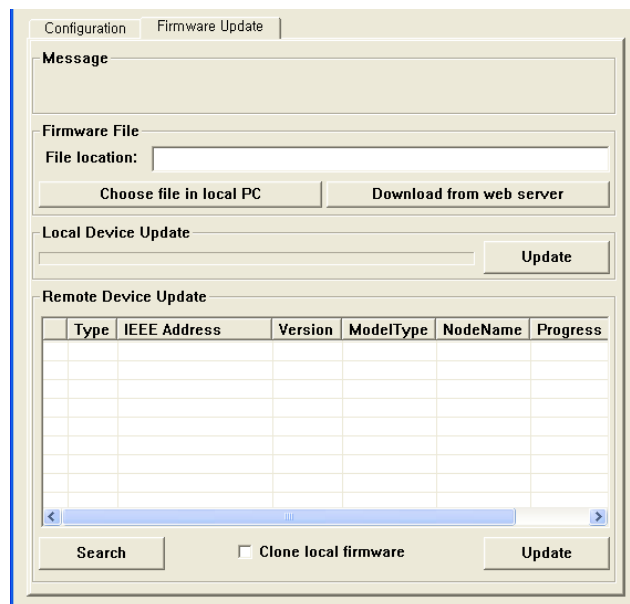 Configuration Firmware Update
Message
Firmware File
File location:
Choose file in local PC Download from web server
Local Device Update
Update
Remote Device Update
Type IEEE Address Version ModelType NodeName Progress
Search Clone local firmware Update